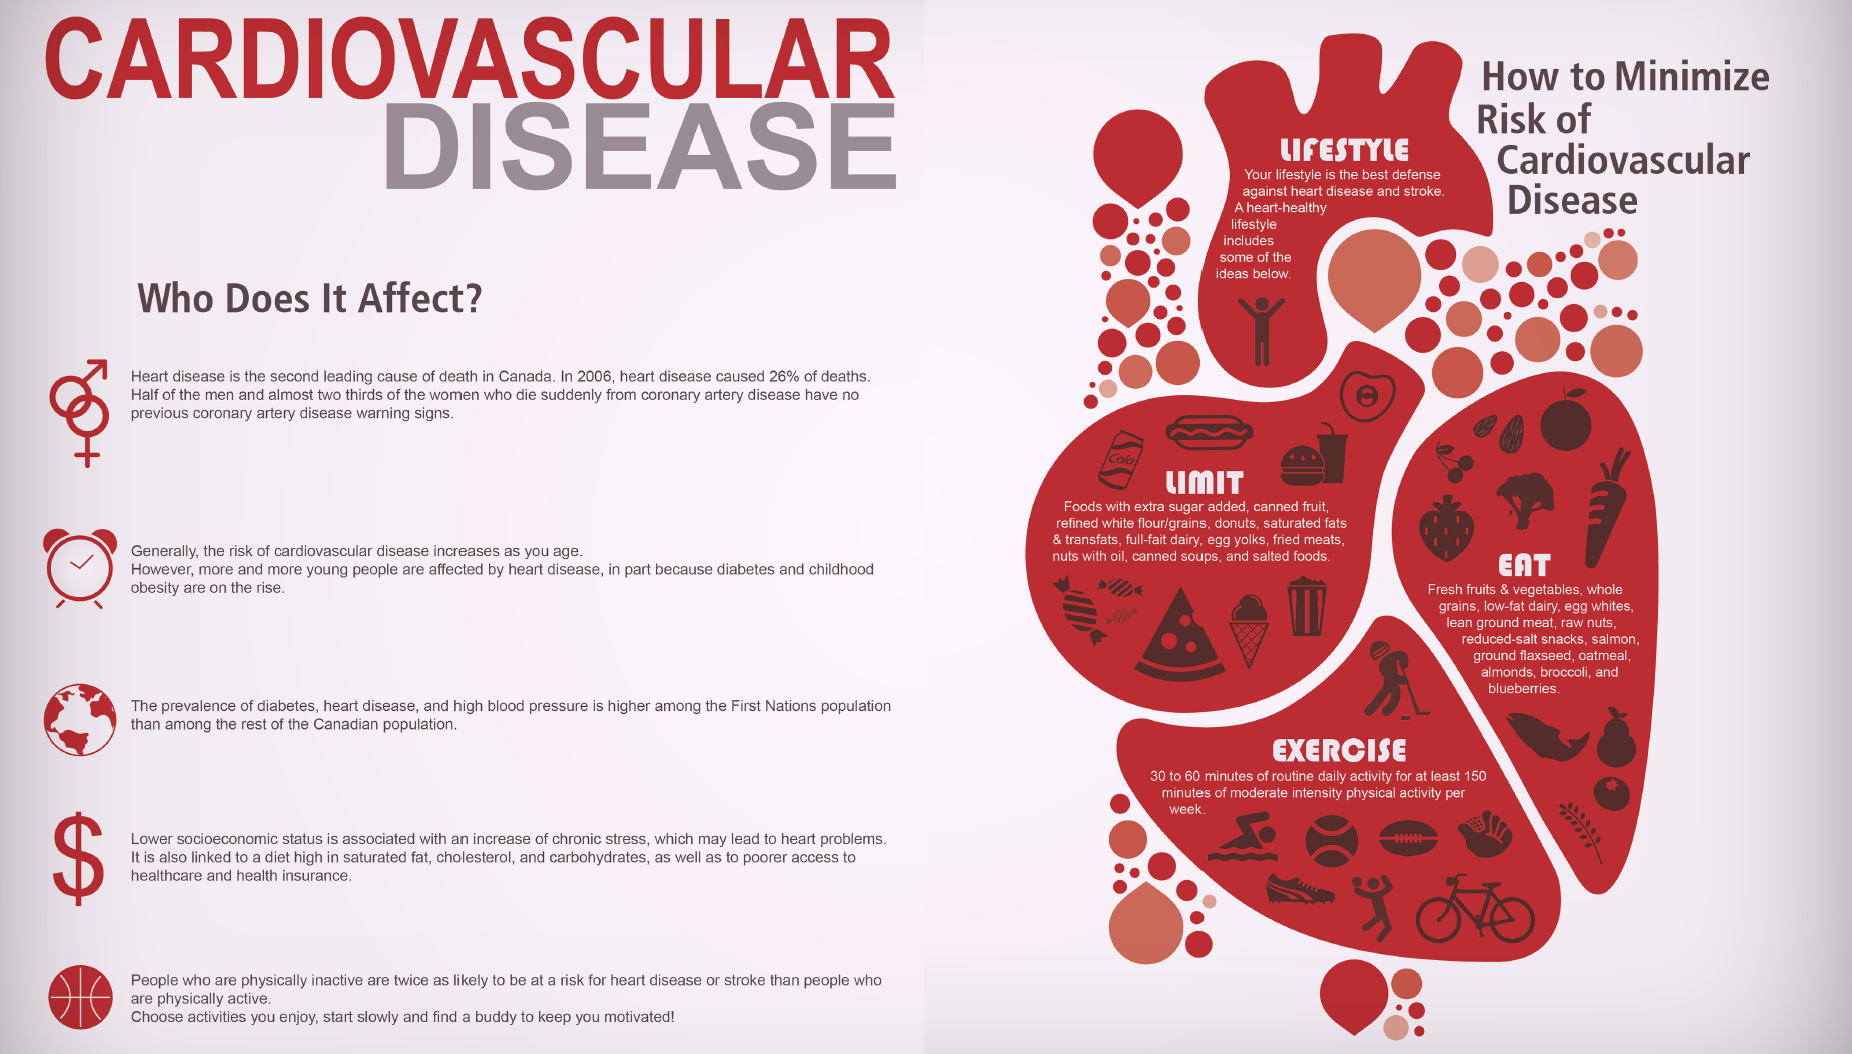 CARDIOVASCULAR
DISEASE
Who Does It Affect?
Heart disease is the second leading cause of death in Canada. In 2006, heart disease caused 26% of deaths.
Half of the men and almost two thirds of the women who die suddenly from coronary artery disease have no
previous coronary artery disease warning signs.
Generally, the risk of cardiovascular disease increases as you age.
However, more and more young people are affected by heart disease, in part because diabetes and childhood
obesity are on the rise.
The prevalence of diabetes, heart disease, and high blood pressure is higher among the First Nations population
than among the rest of the Canadian population.
$
Lower socioeconomic status is associated with an increase of chronic stress, which may lead to heart problems.
It is also linked to a diet high in saturated fat, cholesterol, and carbohydrates, as well as to poorer access to
healthcare and health insurance.
People who are physically inactive are twice as likely to be at a risk for heart disease or stroke than people who
are physically active.
Choose activities you enjoy, start slowly and find a buddy to keep you motivated!
How to Minimize
Risk of
Cardiovascular
Disease
LIFESTYLE
Your lifestyle is the best defense
against heart disease and stroke.
A heart-healthy
lifestyle
includes
some of the
ideas below.
Cola
LIMIT
Foods with extra sugar added, canned fruit,
refined white flour/grains, donuts, saturated fats
& transfats, full-fait dairy, egg yolks, fried meats,
nuts with oil, canned soups, and salted foods.
EAT
Fresh fruits & vegetables, whole
grains, low-fat dairy, egg whites,
lean ground meat, raw nuts,
reduced-salt snacks, salmon,
ground flaxseed, oatmeal,
almonds, broccoli, and
blueberries.
EXERCISE
30 to 60 minutes of routine daily activity for at least 150
minutes of moderate intensity physical activity per
week.